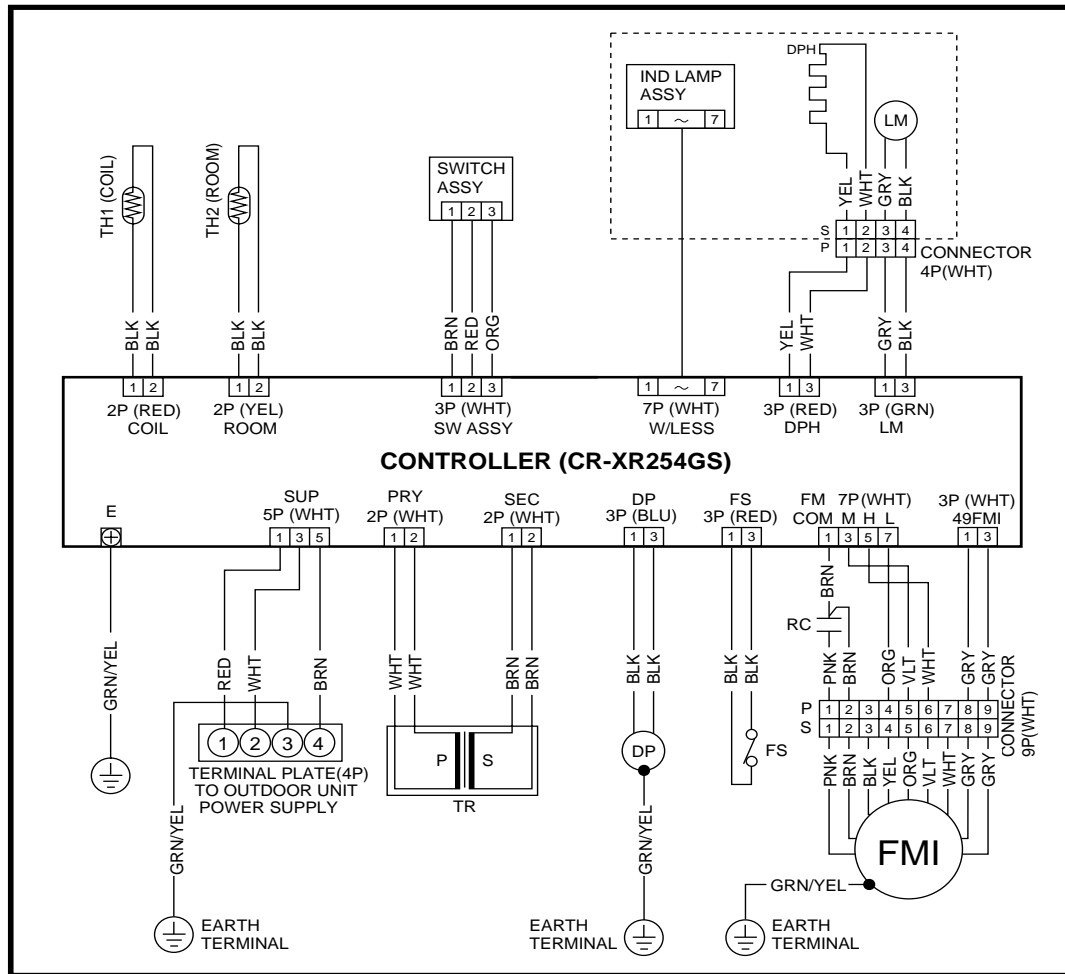 DPH
IND LAMP
ASSY
1 ~ 7
LM
TH1 (COIL)
TH2 (ROOM)
SWITCH
ASSY
1 2 3
YEL
WHT
GRY
BLK
S 1 2 3 4
P 1 2 3 4
CONNECTOR
4P(WHT)
BLK
BLK
BLK
BLK
BRN
RED
ORG
YEL
WHT
GRY
BLK
1 2
1 2
1 2 3
1 ~ 7
1 3
1 3
2P (RED)
COIL
2P (YEL)
ROOM
3P (WHT)
SW ASSY
7P (WHT)
W/LESS
3P (RED)
DPH
3P (GRN)
LM
CONTROLLER (CR-XR254GS)
E
SUP
5P (WHT)
PRY
2P (WHT)
SEC
2P (WHT)
DP
3P (BLU)
FS
3P (RED)
FM 7P(WHT)
COM M H L
3P (WHT)
49FMI
1 3 5
1 2
1 2
1 3
1 3
1 3 5 7
1 3
GRN/YEL
RED
WHT
BRN
WHT
WHT
BRN
BRN
BLK
BLK
BLK
BLK
BRN
RC
PNK
BRN
ORG
VLT
WHT
GRY
GRY
P 1 2 3 4 5 6 7 8 9
S 1 2 3 4 5 6 7 8 9
CONNECTOR
9P(WHT)
1 2 3 4
TERMINAL PLATE(4P)
TO OUTDOOR UNIT
POWER SUPPLY
P S
TR
DP
FS
PNK
BRN
BLK
YEL
ORG
VLT
WHT
GRY
GRY
FMI
GRN/YEL
GRN/YEL
GRN/YEL
EARTH
TERMINAL
EARTH
TERMINAL
EARTH
TERMINAL